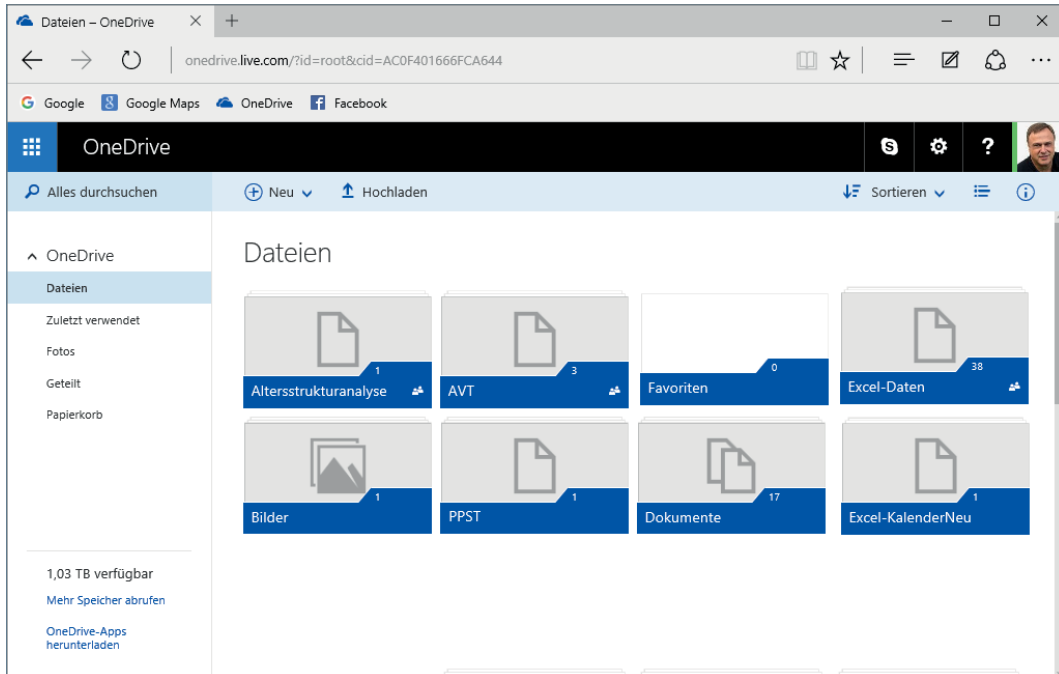 Dateien – OneDrive
onedrive.live.com/?id=root&cid=AC0F401666FCA644
Google Google Maps OneDrive Facebook
OneDrive
Alles durchsuchen Neu Hochladen Sortieren
OneDrive
Dateien
Zuletzt verwendet
Fotos
Geteilt
Papierkorb
1,03 TB verfügbar
Mehr Speicher abrufen
OneDrive-Apps
herunterladen
Dateien
1
Altersstrukturanalyse
3
AVT
0
Favoriten
38
Excel-Daten
1
Bilder
1
PPST
17
Dokumente
1
Excel-KalenderNeu